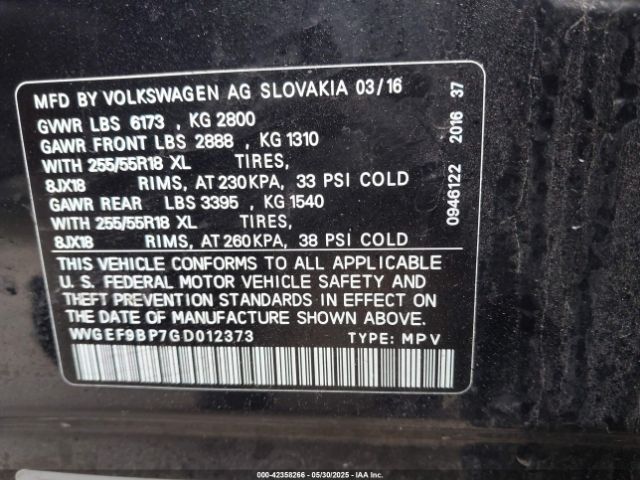 MFD BY VOLKSWAGEN AG SLOVAKIA 03/16
GVWR LBS 6173 , KG 2800
GAWR FRONT LBS 2888 , KG 1310
WITH 255/55R18 XL TIRES,
8JX18 RIMS, AT 230KPA, 33 PSI COLD
GAWR REAR LBS 3395 , KG 1540
WITH 255/55R18 XL TIRES,
8JX18 RIMS, AT 260KPA, 38 PSI COLD
THIS VEHICLE CONFORMS TO ALL APPLICABLE
U. S. FEDERAL MOTOR VEHICLE SAFETY AND
THEFT PREVENTION STANDARDS IN EFFECT ON
THE DATE OF MANUFACTURE SHOWN ABOVE.
WVGEF9BP7GD012373 TYPE: MPV
0946122 2016 37
000-42358266 - 05/30/2025 - IAA Inc.